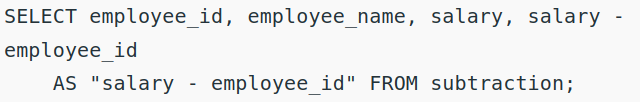 SELECT employee_id, employee_name, salary, salary -
employee_id
    AS "salary - employee_id" FROM subtraction;